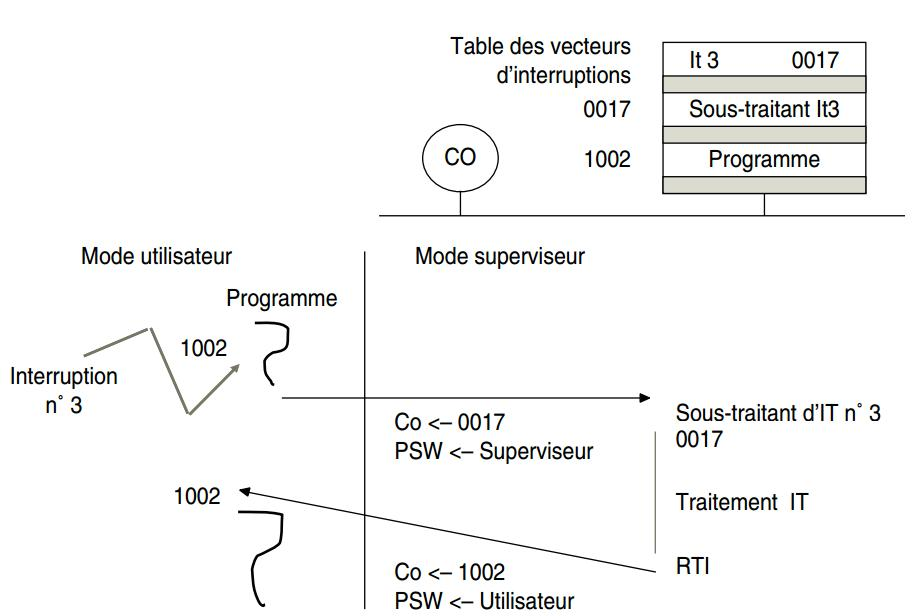 Table des vecteurs
d'interruptions
It 3 0017
0017 Sous-traitant It3
CO
1002 Programme
Mode utilisateur
Mode superviseur
Programme
1002
Interruption
n° 3
Co <– 0017
PSW <– Superviseur
Sous-traitant d'IT n° 3
0017
1002
Traitement IT
RTI
Co <– 1002
PSW <– Utilisateur